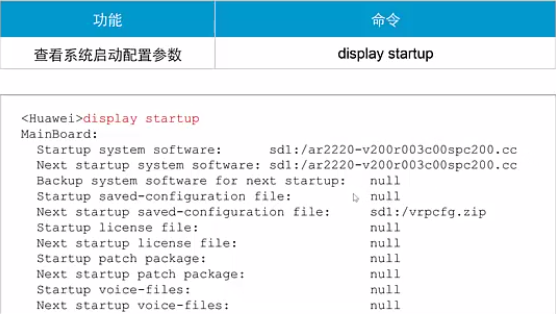 功能 命令
查看系统启动配置参数 display startup
<Huawei>display startup
MainBoard:
Startup system software: sd1:/ar2220-v200r003c00spc200.cc
Next startup system software: sd1:/ar2220-v200r003c00spc200.cc
Backup system software for next startup: null
Startup saved-configuration file: null
Next startup saved-configuration file: sd1:/vrpcfg.zip
Startup license file: null
Next startup license file: null
Startup patch package: null
Next startup patch package: null
Startup voice-files: null
Next startup voice-files: null